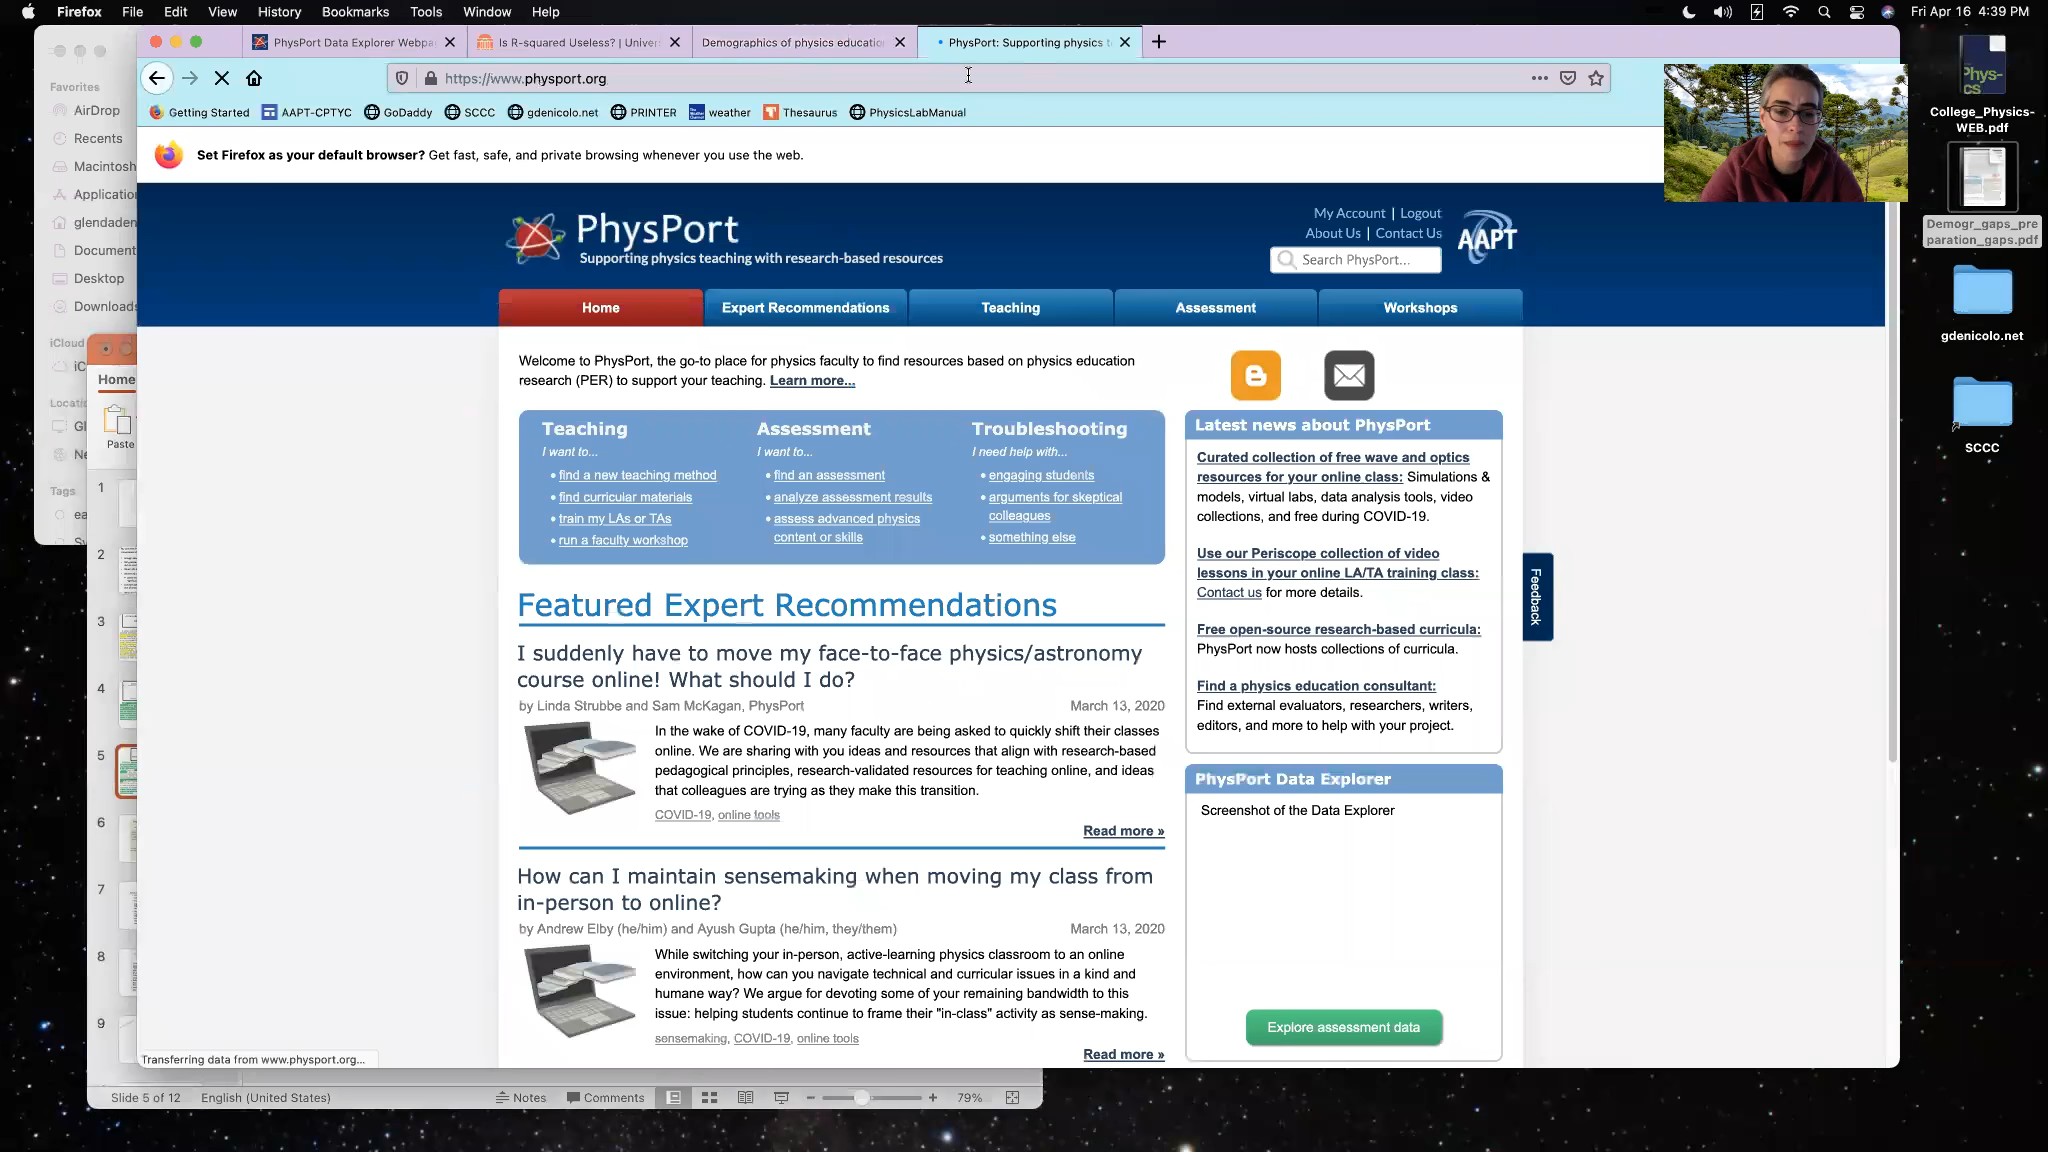 Firefox File Edit View History Bookmarks Tools Window Help
Fri Apr 16 4:39 PM
PhysPort Data Explorer Webpa
Is R-squared Useless? | Univer
Demographics of physics educatio
PhysPort: Supporting physics t
https://www.physport.org
Getting Started AAPT-CPTYC GoDaddy SCCC gdenicolo.net PRINTER weather Thesaurus PhysicsLabManual
Set Firefox as your default browser? Get fast, safe, and private browsing whenever you use the web.
Favorites
AirDrop
Recents
Macintosh
Application
glendaden
Document
Desktop
Downloads
iCloud
iC
Locati
Gl
Ne
Tags
ea
Home
Paste
1
2
3
4
5
6
7
8
9
PhysPort
Supporting physics teaching with research-based resources
My Account | Logout
About Us | Contact Us
Search PhysPort...
AAPT
Home Expert Recommendations Teaching Assessment Workshops
Welcome to PhysPort, the go-to place for physics faculty to find resources based on physics education
research (PER) to support your teaching. Learn more...
Teaching
I want to...
• find a new teaching method
• find curricular materials
• train my LAs or TAs
• run a faculty workshop
Assessment
I want to...
• find an assessment
• analyze assessment results
• assess advanced physics
content or skills
Troubleshooting
I need help with...
• engaging students
• arguments for skeptical
colleagues
• something else
Featured Expert Recommendations
I suddenly have to move my face-to-face physics/astronomy
course online! What should I do?
by Linda Strubbe and Sam McKagan, PhysPort March 13, 2020
In the wake of COVID-19, many faculty are being asked to quickly shift their classes
online. We are sharing with you ideas and resources that align with research-based
pedagogical principles, research-validated resources for teaching online, and ideas
that colleagues are trying as they make this transition.
COVID-19, online tools
Read more »
How can I maintain sensemaking when moving my class from
in-person to online?
by Andrew Elby (he/him) and Ayush Gupta (he/him, they/them) March 13, 2020
While switching your in-person, active-learning physics classroom to an online
environment, how can you navigate technical and curricular issues in a kind and
humane way? We argue for devoting some of your remaining bandwidth to this
issue: helping students continue to frame their "in-class" activity as sense-making.
sensemaking, COVID-19, online tools
Read more »
Latest news about PhysPort
Curated collection of free wave and optics
resources for your online class: Simulations &
models, virtual labs, data analysis tools, video
collections, and free during COVID-19.
Use our Periscope collection of video
lessons in your online LA/TA training class:
Contact us for more details.
Free open-source research-based curricula:
PhysPort now hosts collections of curricula.
Find a physics education consultant:
Find external evaluators, researchers, writers,
editors, and more to help with your project.
PhysPort Data Explorer
Screenshot of the Data Explorer
Explore assessment data
Feedback
Transferring data from www.physport.org...
Slide 5 of 12 English (United States) Notes Comments 79%
Phys-
cs
College_Physics-
WEB.pdf
Demogr_gaps_pre
paration_gaps.pdf
gdenicolo.net
SCCC